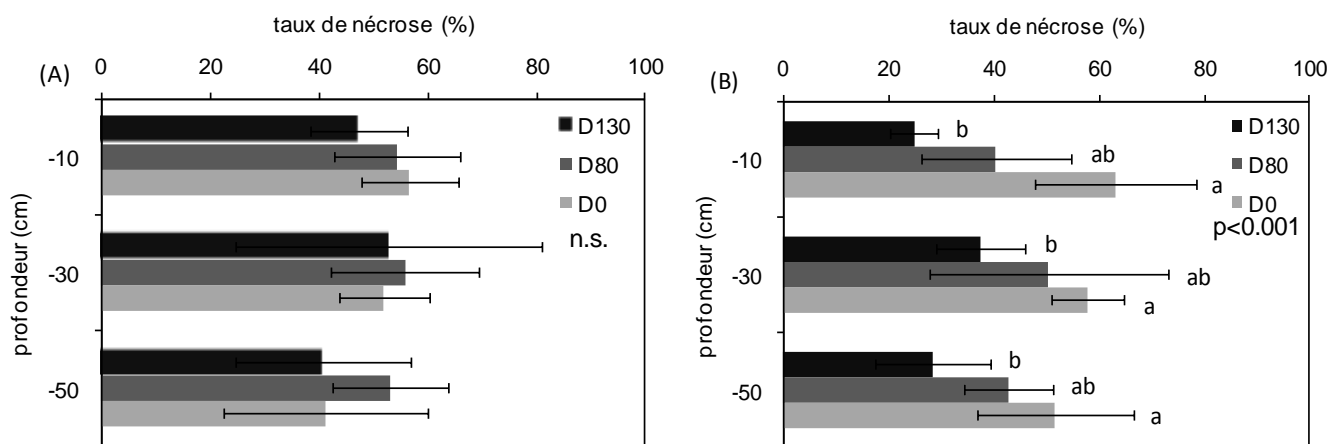 taux de nécrose (%)
(A)
0 20 40 60 80 100
profondeur (cm)
-10
-30
-50
D130
D80
D0
n.s.
taux de nécrose (%)
(B)
0 20 40 60 80 100
profondeur (cm)
-10
-30
-50
b
ab
a
b
ab
a
b
ab
a
D130
D80
D0
p<0.001